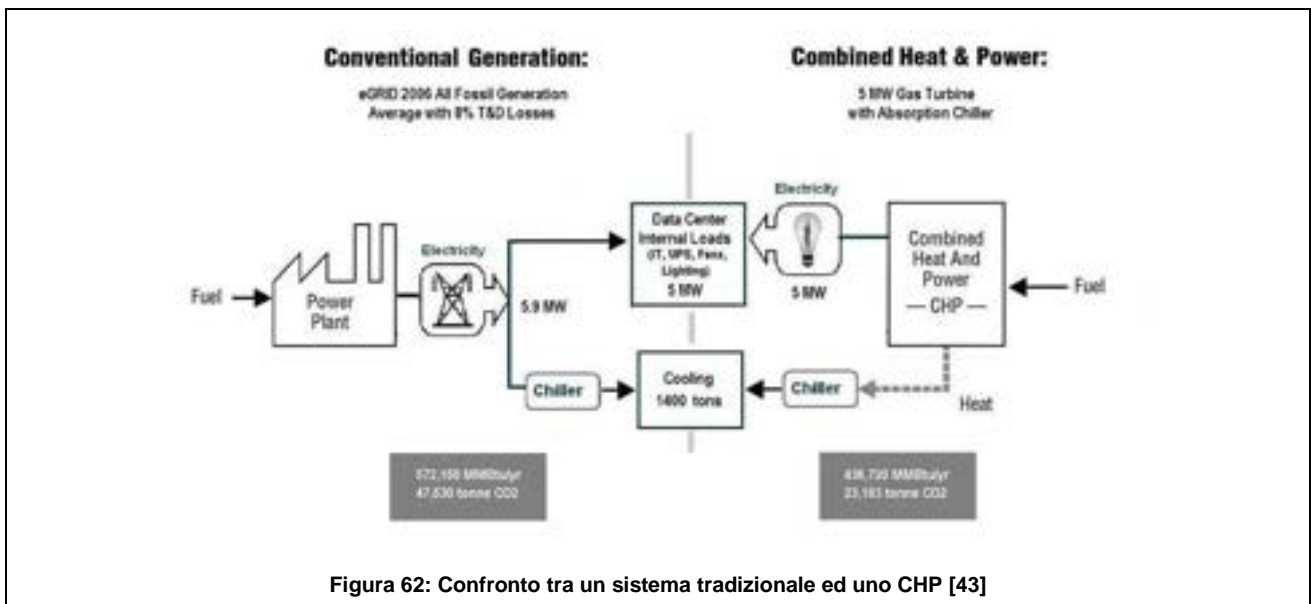 Conventional Generation:
eGRID 2006 All Fossil Generation
Average with 8% T&D Losses
Combined Heat & Power:
5 MW Gas Turbine
with Absorption Chiller
Fuel
Power
Plant
Electricity
5.9 MW
Data Center
Internal Loads
(IT, UPS, Fans,
Lighting)
5 MW
Electricity
5 MW
Combined
Heat And
Power
— CHP —
Fuel
Chiller
Cooling
1400 tons
Chiller
Heat
MMBtu/yr
tonne CO2
MMBtu/yr
tonne CO2
Figura 62: Confronto tra un sistema tradizionale ed uno CHP [43]